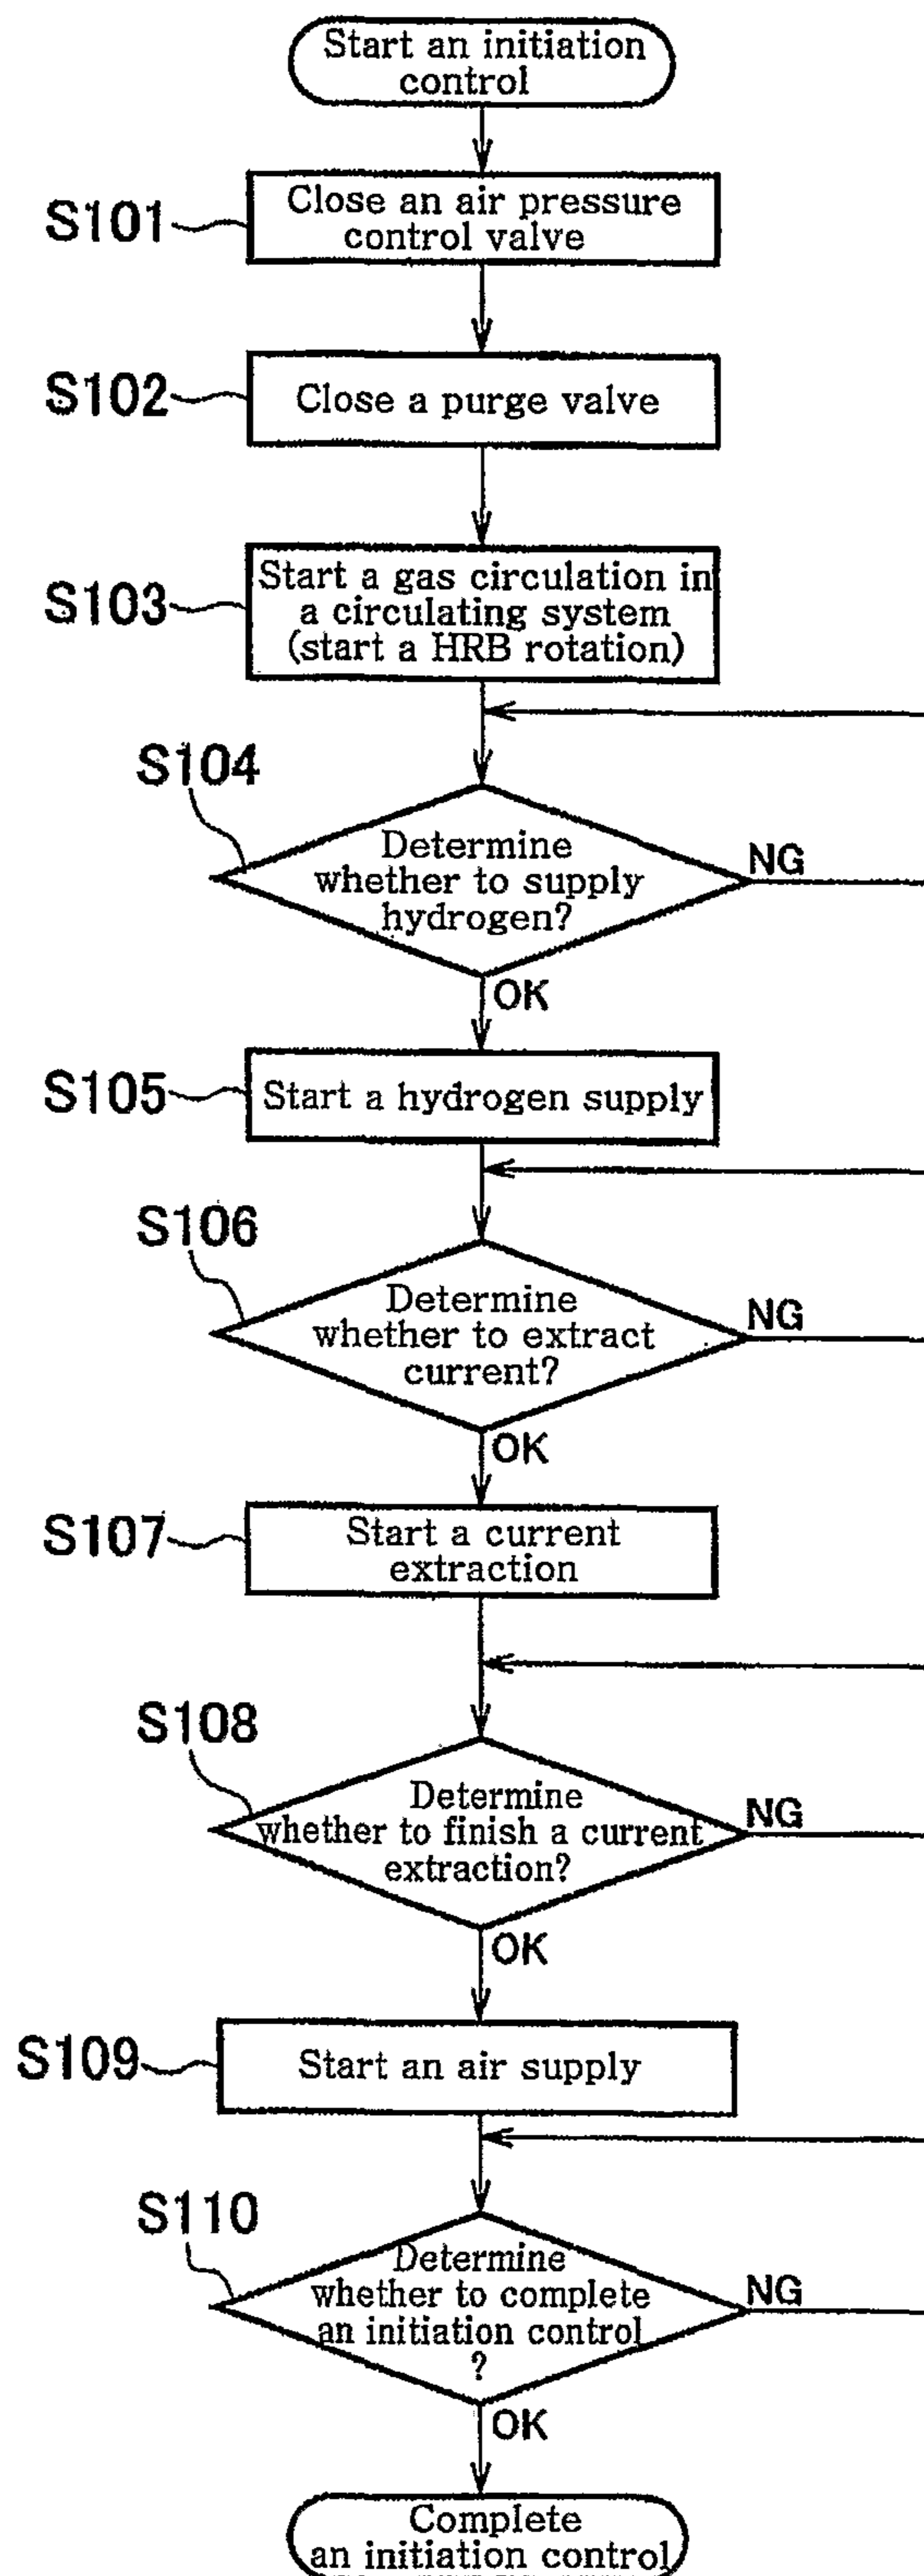 Start an initiation
control
S101
Close an air pressure
control valve
S102
Close a purge valve
S103
Start a gas circulation in
a circulating system
(start a HRB rotation)
S104
Determine
whether to supply
hydrogen?
NG
OK
S105
Start a hydrogen supply
S106
Determine
whether to extract
current?
NG
OK
S107
Start a current
extraction
S108
Determine
whether to finish a current
extraction?
NG
OK
S109
Start an air supply
S110
Determine
whether to complete
an initiation control
?
NG
OK
Complete
an initiation control